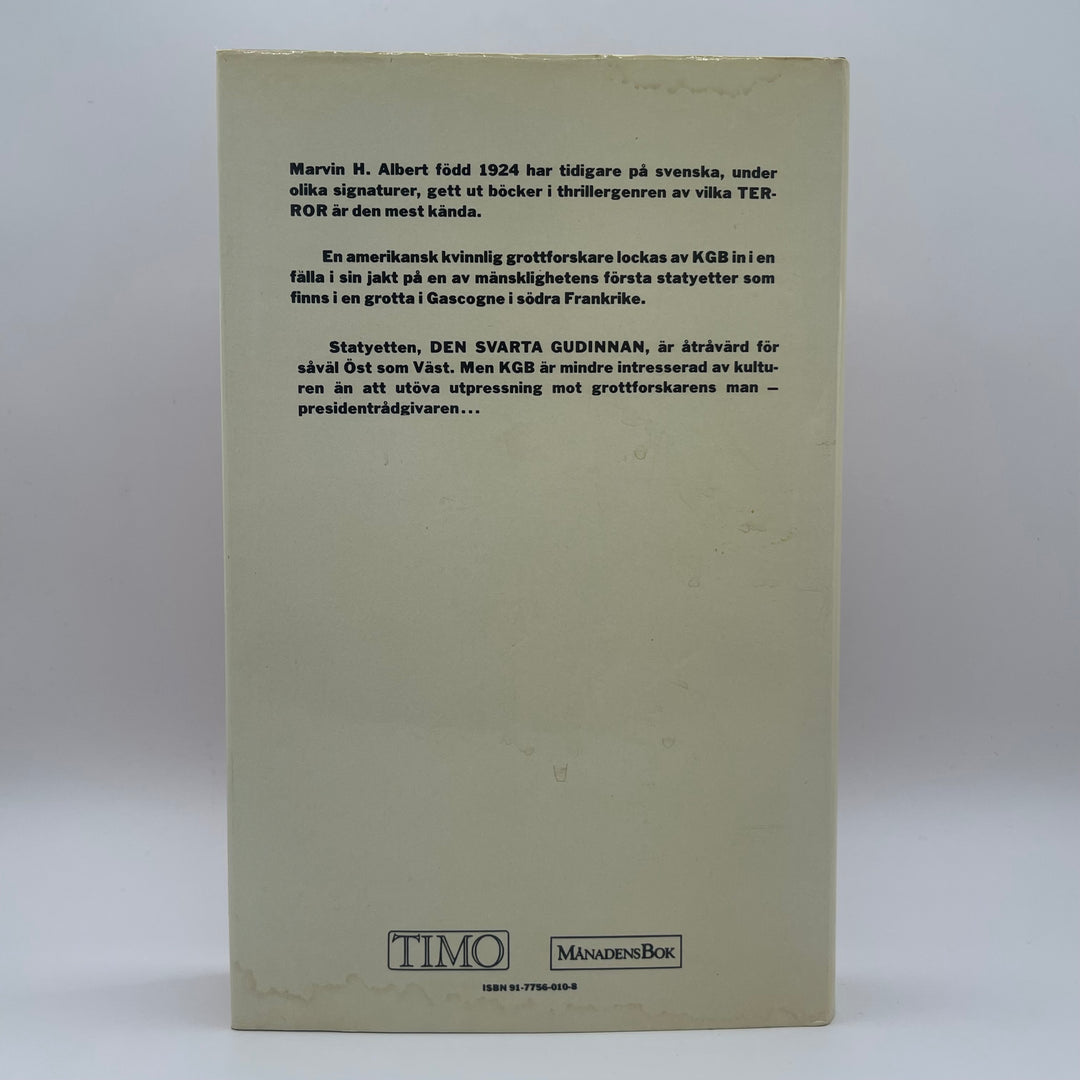 Marvin H. Albert född 1924 har tidigare på svenska, under
olika signaturer, gett ut böcker i thrillergenren av vilka TER-
ROR är den mest kända.
En amerikansk kvinnlig grottforskare lockas av KGB in i en
fälla i sin jakt på en av mänsklighetens första statyetter som
finns i en grotta i Gascogne i södra Frankrike.
Statyetten, DEN SVARTA GUDINNAN, är åtråvärd för
såväl Öst som Väst. Men KGB är mindre intresserad av kultu-
ren än att utöva utpressning mot grottforskarens man –
presidentrådgivaren...
TIMO
MÅNADENSBOK
ISBN 91-7756-010-8